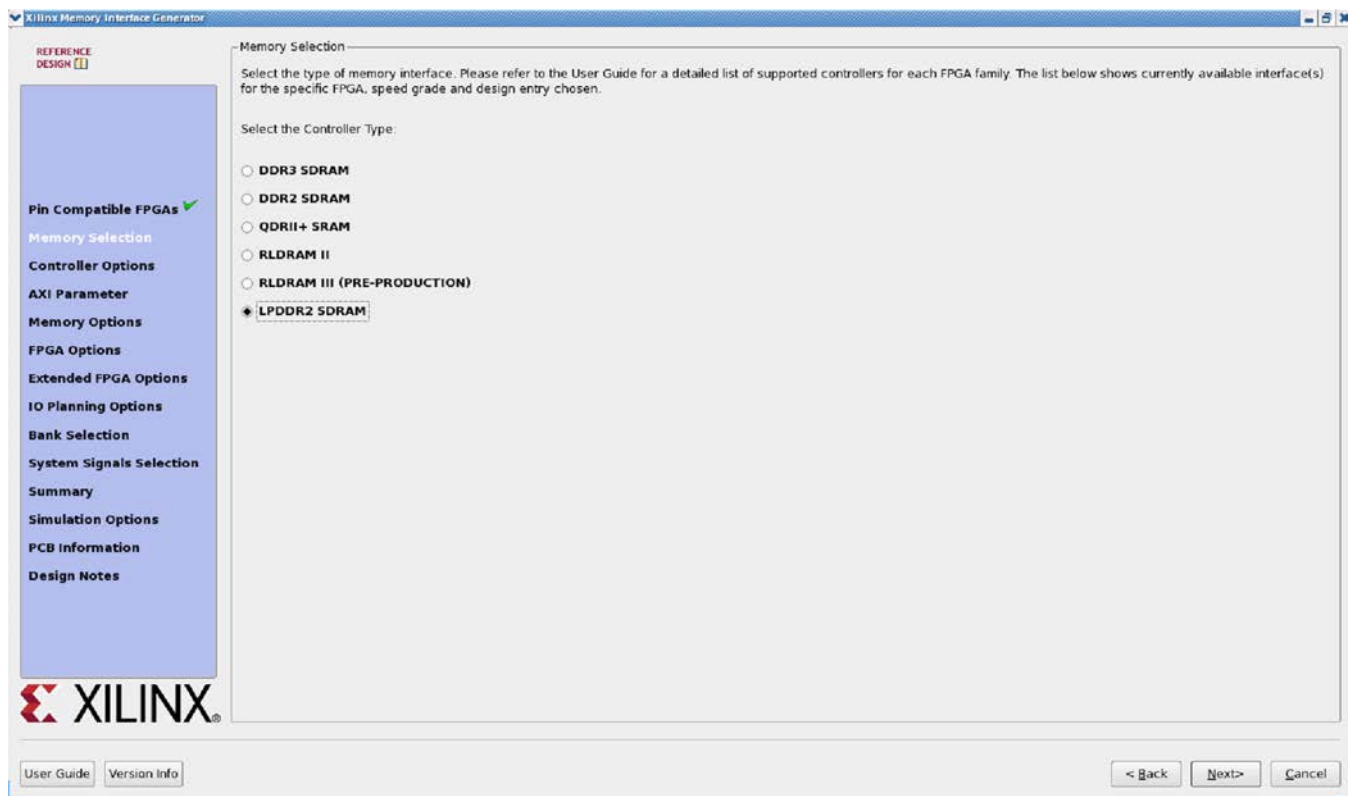 Xilinx Memory Interface Generator
REFERENCE
DESIGN
Pin Compatible FPGAs
Memory Selection
Controller Options
AXI Parameter
Memory Options
FPGA Options
Extended FPGA Options
IO Planning Options
Bank Selection
System Signals Selection
Summary
Simulation Options
PCB Information
Design Notes
XILINX®
Memory Selection
Select the type of memory interface. Please refer to the User Guide for a detailed list of supported controllers for each FPGA family. The list below shows currently available interface(s)
for the specific FPGA, speed grade and design entry chosen.
Select the Controller Type:
DDR3 SDRAM
DDR2 SDRAM
QDRII+ SRAM
RLDRAM II
RLDRAM III (PRE-PRODUCTION)
LPDDR2 SDRAM
User Guide
Version Info
< Back
Next>
Cancel